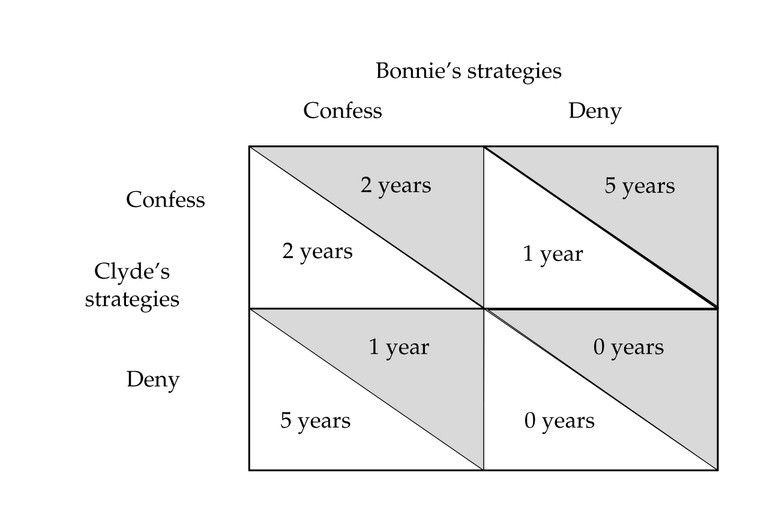 Bonnie’s strategies
Confess
Deny
2 years
5 years
Confess
2 years
1 year
Clyde’s
strategies
1 year
0 years
Deny
5 years
0 years